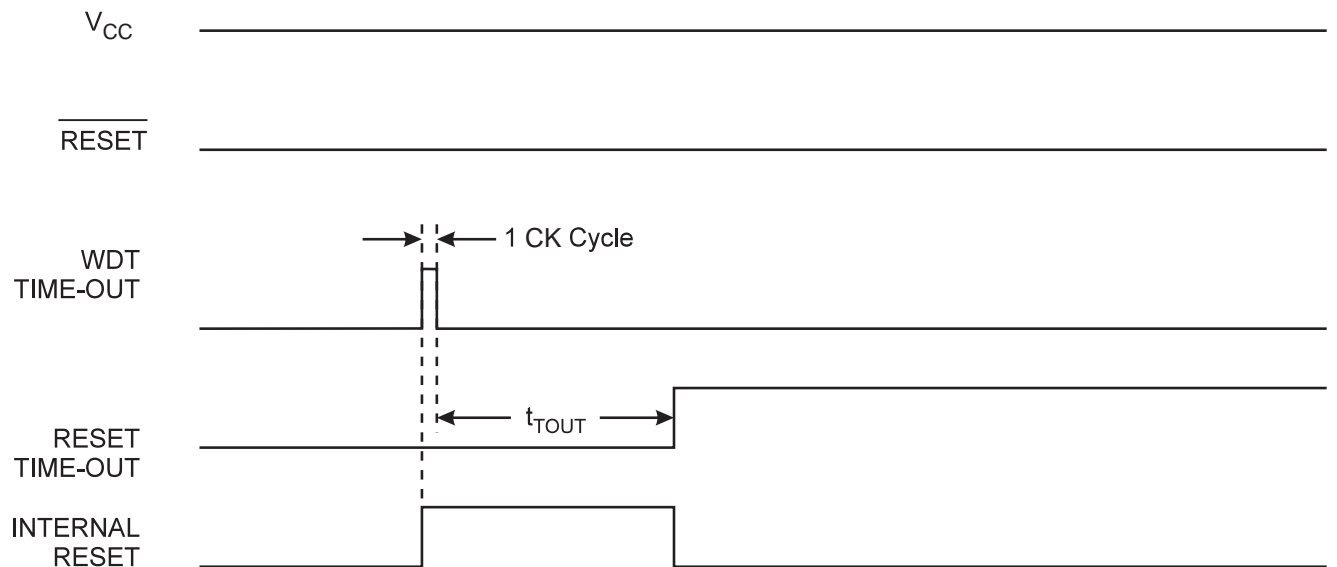 VCC
RESET
1 CK Cycle
WDT
TIME-OUT
tTOUT
RESET
TIME-OUT
INTERNAL
RESET